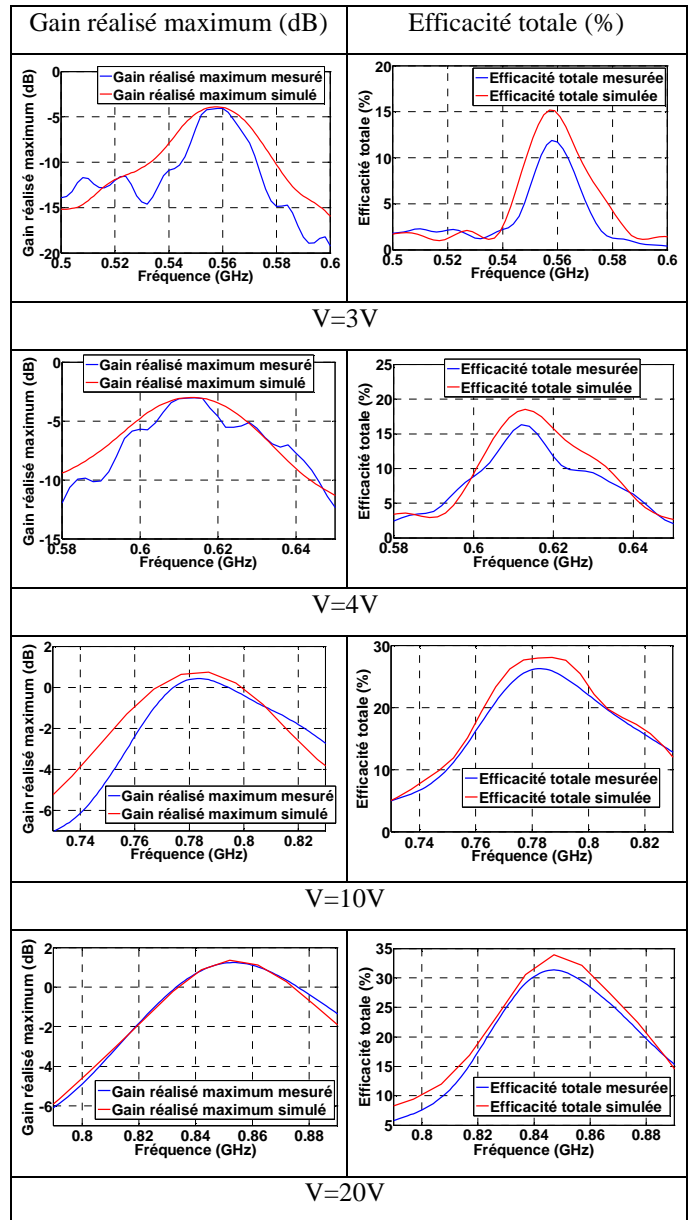 Gain réalisé maximum (dB)
Efficacité totale (%)
Gain réalisé maximum (dB)
0
-5
-10
-15
-20
Gain réalisé maximum mesuré
Gain réalisé maximum simulé
0.5
0.52
0.54
0.56
0.58
0.6
Fréquence (GHz)
Efficacité totale (%)
20
15
10
5
0
Efficacité totale mesurée
Efficacité totale simulée
0.5
0.52
0.54
0.56
0.58
0.6
Fréquence (GHz)
V=3V
Gain réalisé maximum (dB)
0
-5
-10
-15
Gain réalisé maximum mesuré
Gain réalisé maximum simulé
0.58
0.6
0.62
0.64
Fréquence (GHz)
Efficacité totale (%)
25
20
15
10
5
0
Efficacité totale mesurée
Efficacité totale simulée
0.58
0.6
0.62
0.64
Fréquence (GHz)
V=4V
Gain réalisé maximum (dB)
2
0
-2
-4
-6
Gain réalisé maximum mesuré
Gain réalisé maximum simulé
0.74
0.76
0.78
0.8
0.82
Fréquence (GHz)
Efficacité totale (%)
30
20
10
0
Efficacité totale mesurée
Efficacité totale simulée
0.74
0.76
0.78
0.8
0.82
Fréquence (GHz)
V=10V
Gain réalisé maximum (dB)
2
0
-2
-4
-6
Gain réalisé maximum mesuré
Gain réalisé maximum simulé
0.8
0.82
0.84
0.86
0.88
Fréquence (GHz)
Efficacité totale (%)
35
30
25
20
15
10
5
Efficacité totale mesurée
Efficacité totale simulée
0.8
0.82
0.84
0.86
0.88
Fréquence (GHz)
V=20V